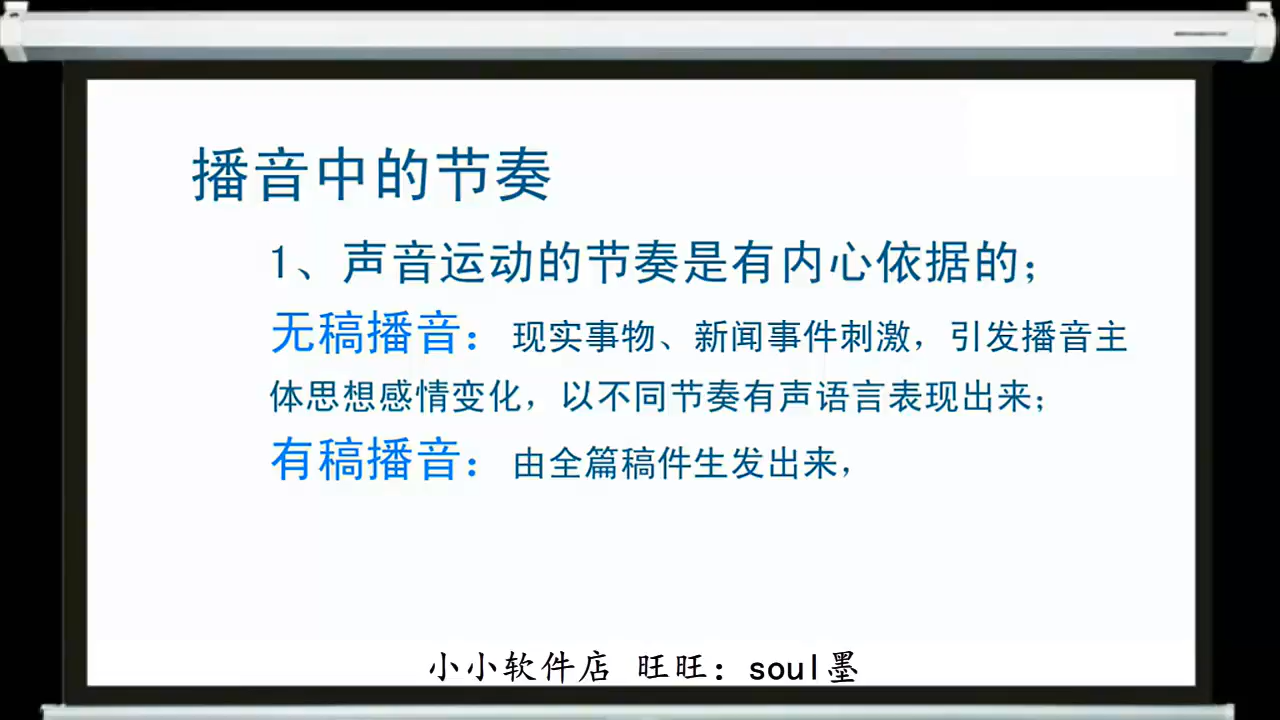 播音中的节奏
1、声音运动的节奏是有内心依据的；
无稿播音：现实事物、新闻事件刺激，引发播音主
体思想感情变化，以不同节奏有声语言表现出来；
有稿播音：由全篇稿件生发出来，
小小软件店 旺旺：soul墨